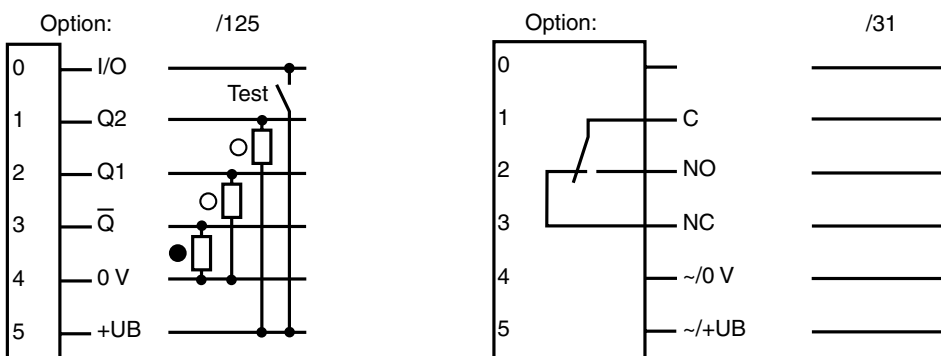 Option: /125
0 I/O
Test
1 Q2
2 Q1
3 Q̅
4 0 V
5 +UB
Option: /31
0
1 C
2 NO
3 NC
4 ~/0 V
5 ~/+UB